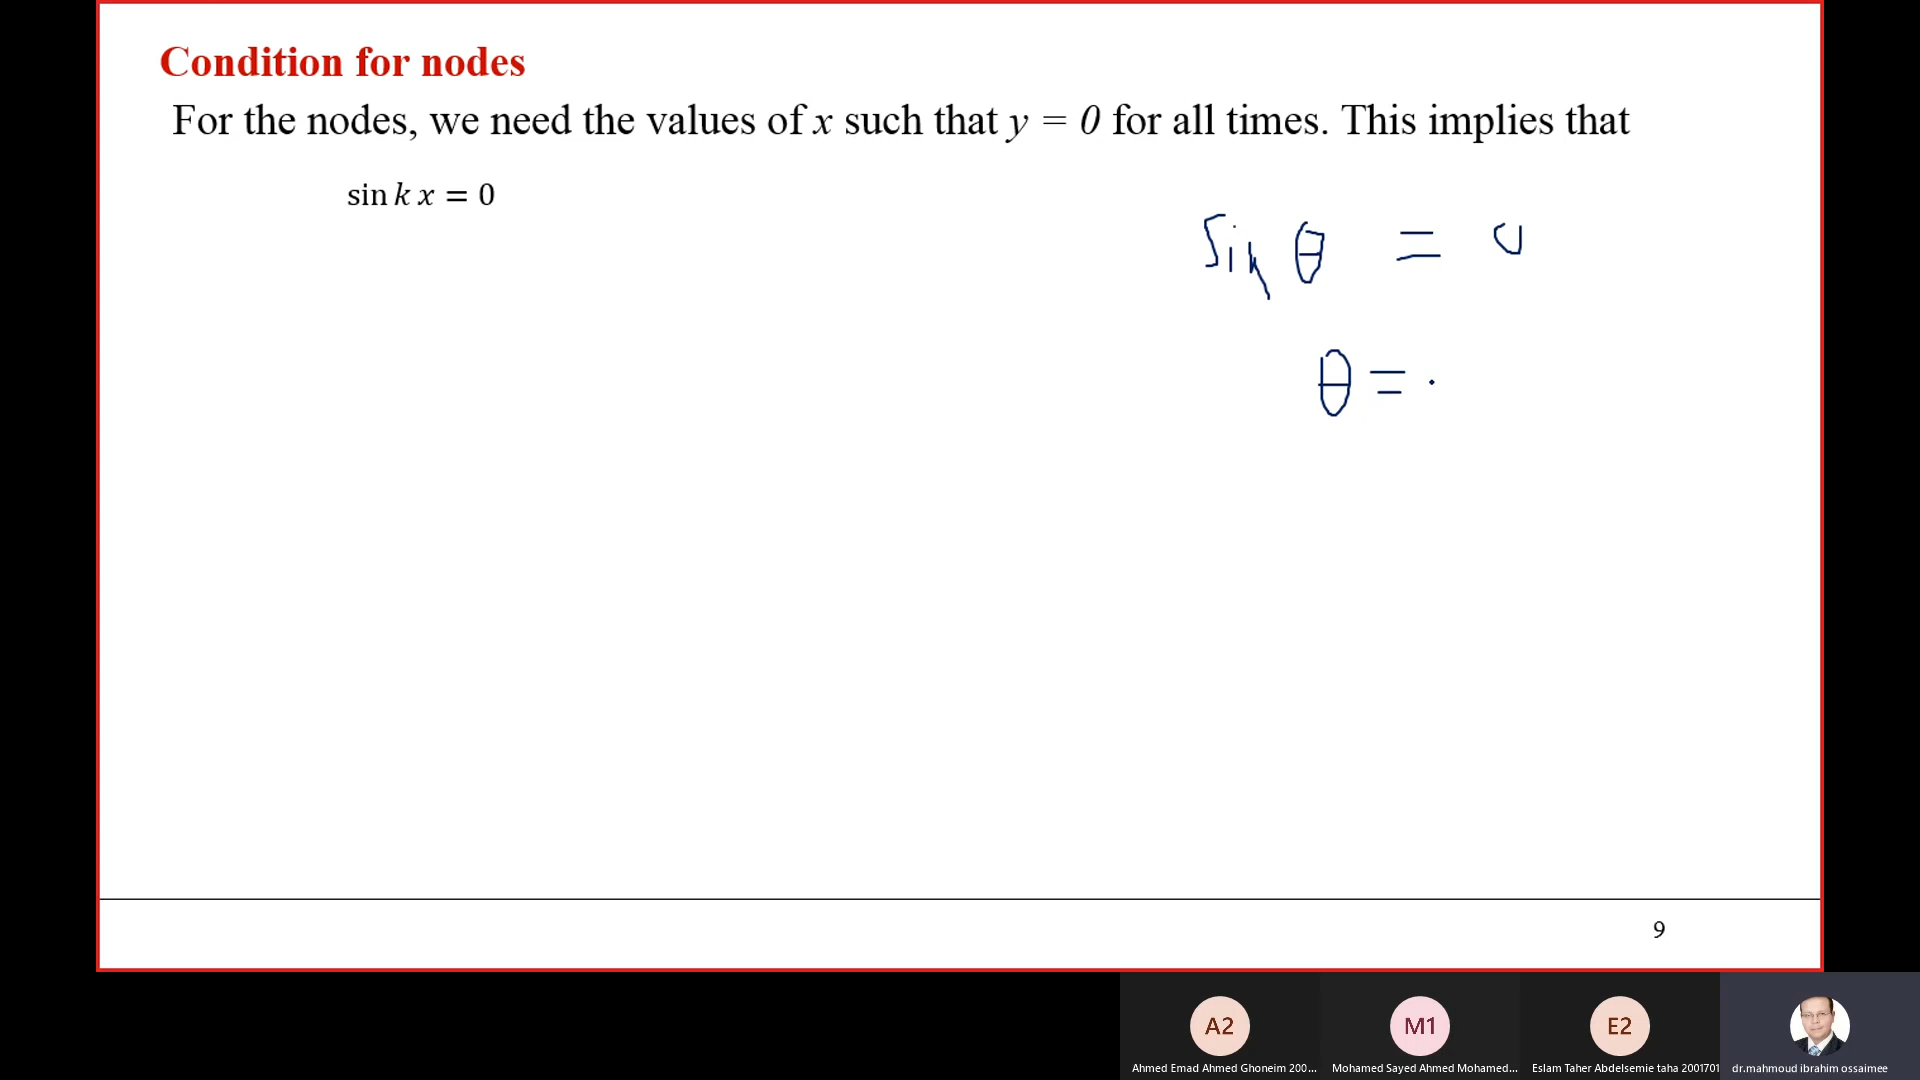 Condition for nodes
For the nodes, we need the values of x such that y = 0 for all times. This implies that
sin k x = 0
Sin θ = 0
θ = .
9
A2
M1
E2
Ahmed Emad Ahmed Ghoneim 200...
Mohamed Sayed Ahmed Mohamed...
Eslam Taher Abdelsemie taha 2001701
dr.mahmoud ibrahim ossaimee